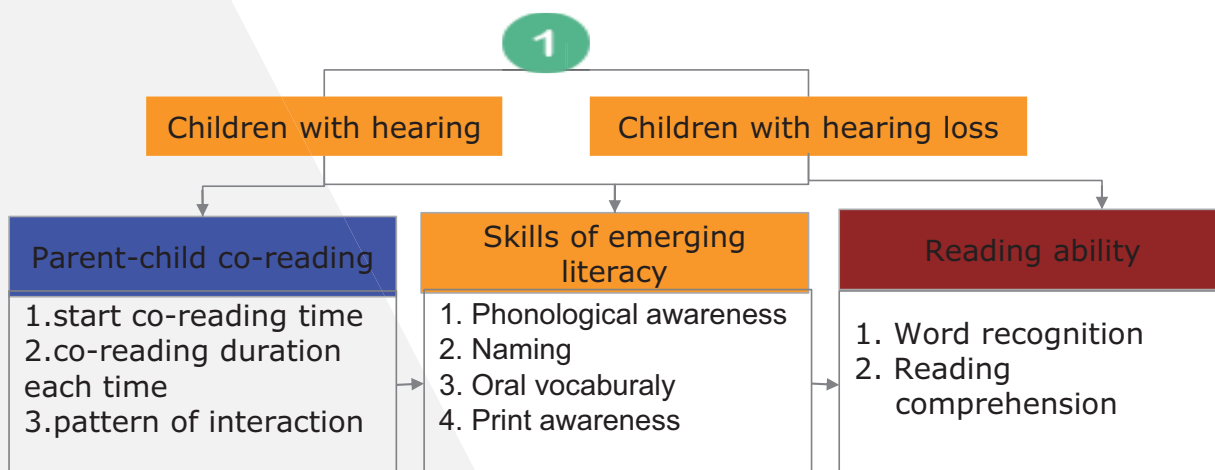 1
Children with hearing
Children with hearing loss
Parent-child co-reading
1.start co-reading time
2.co-reading duration
each time
3.pattern of interaction
Skills of emerging
literacy
1. Phonological awareness
2. Naming
3. Oral vocaburaly
4. Print awareness
Reading ability
1. Word recognition
2. Reading
comprehension